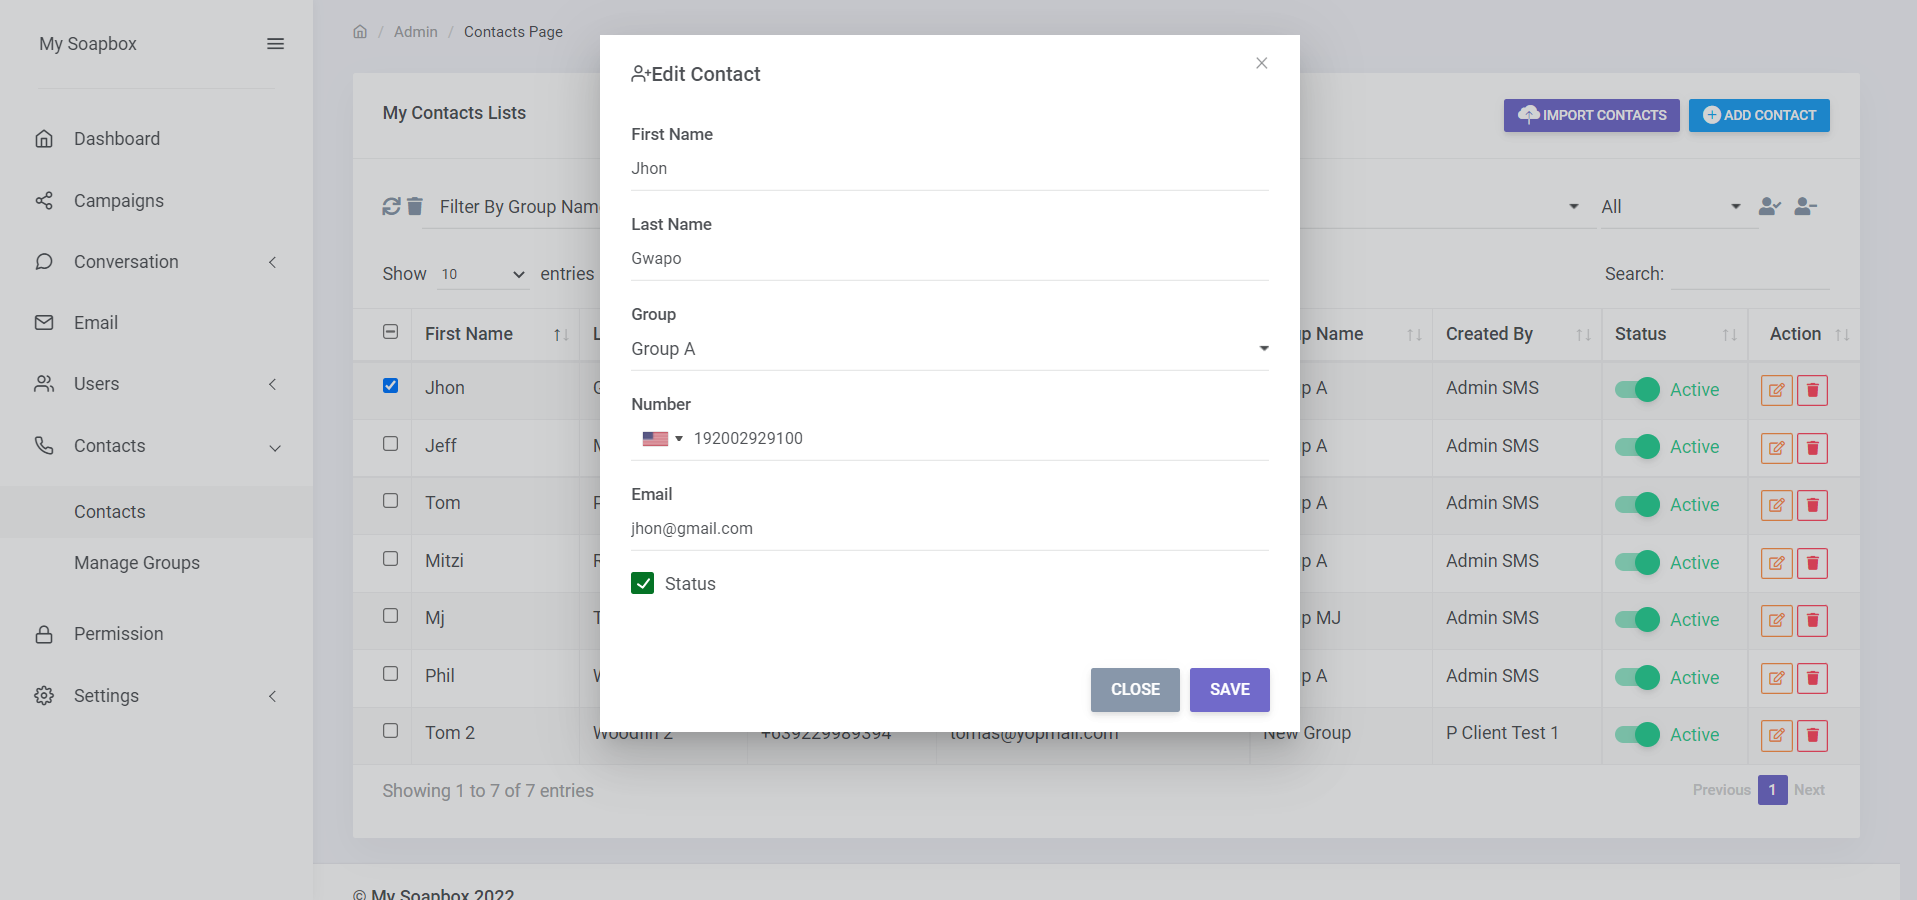 My Soapbox
Dashboard
Campaigns
Conversation
Email
Users
Contacts
Contacts
Manage Groups
Permission
Settings
/ Admin / Contacts Page
My Contacts Lists
IMPORT CONTACTS
ADD CONTACT
Filter By Group Nam
All
Show 10 entries
Search:
First Name L p Name Created By Status Action
Jhon G p A Admin SMS Active
Jeff p A Admin SMS Active
Tom p A Admin SMS Active
Mitzi p A Admin SMS Active
Mj p MJ Admin SMS Active
Phil p A Admin SMS Active
Tom 2 Woodfin 2 +639229989394 tomas@yopmail.com New Group P Client Test 1 Active
Showing 1 to 7 of 7 entries
Previous 1 Next
© My Soapbox 2022
Edit Contact
First Name
Jhon
Last Name
Gwapo
Group
Group A
Number
192002929100
Email
jhon@gmail.com
Status
CLOSE
SAVE